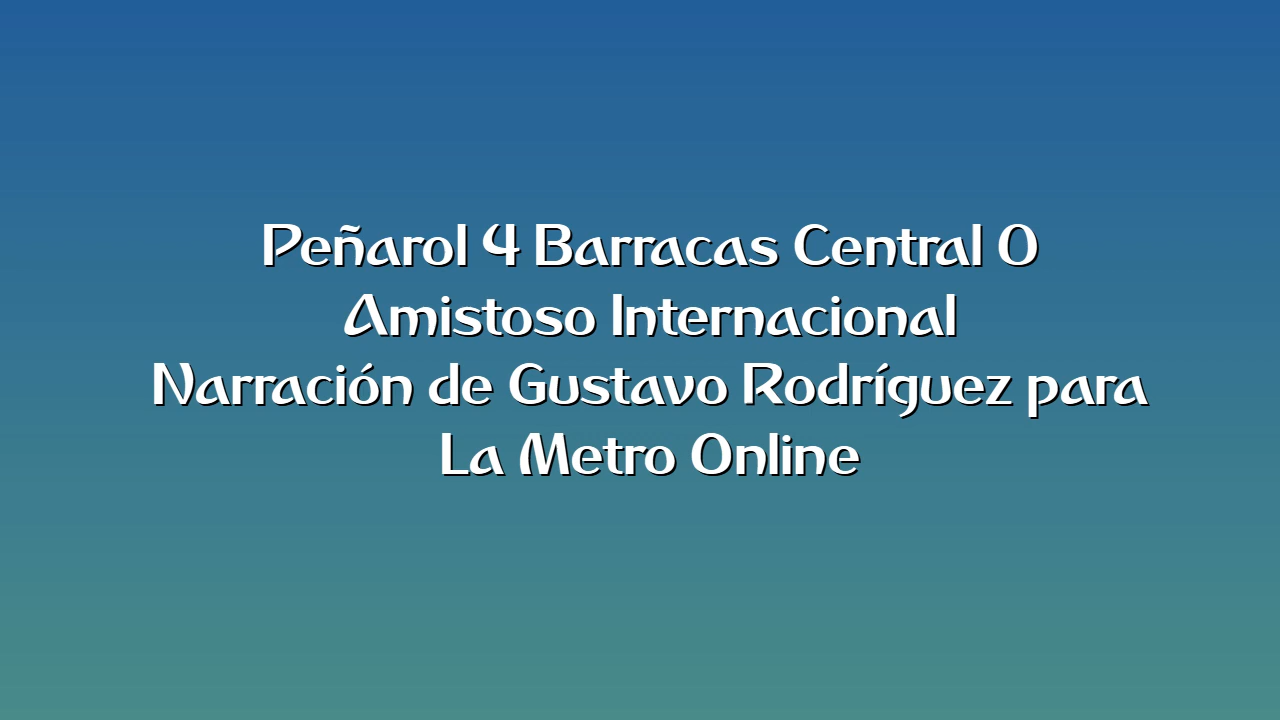 Peñarol 4 Barracas Central 0
Amistoso Internacional
Narración de Gustavo Rodríguez para
La Metro Online